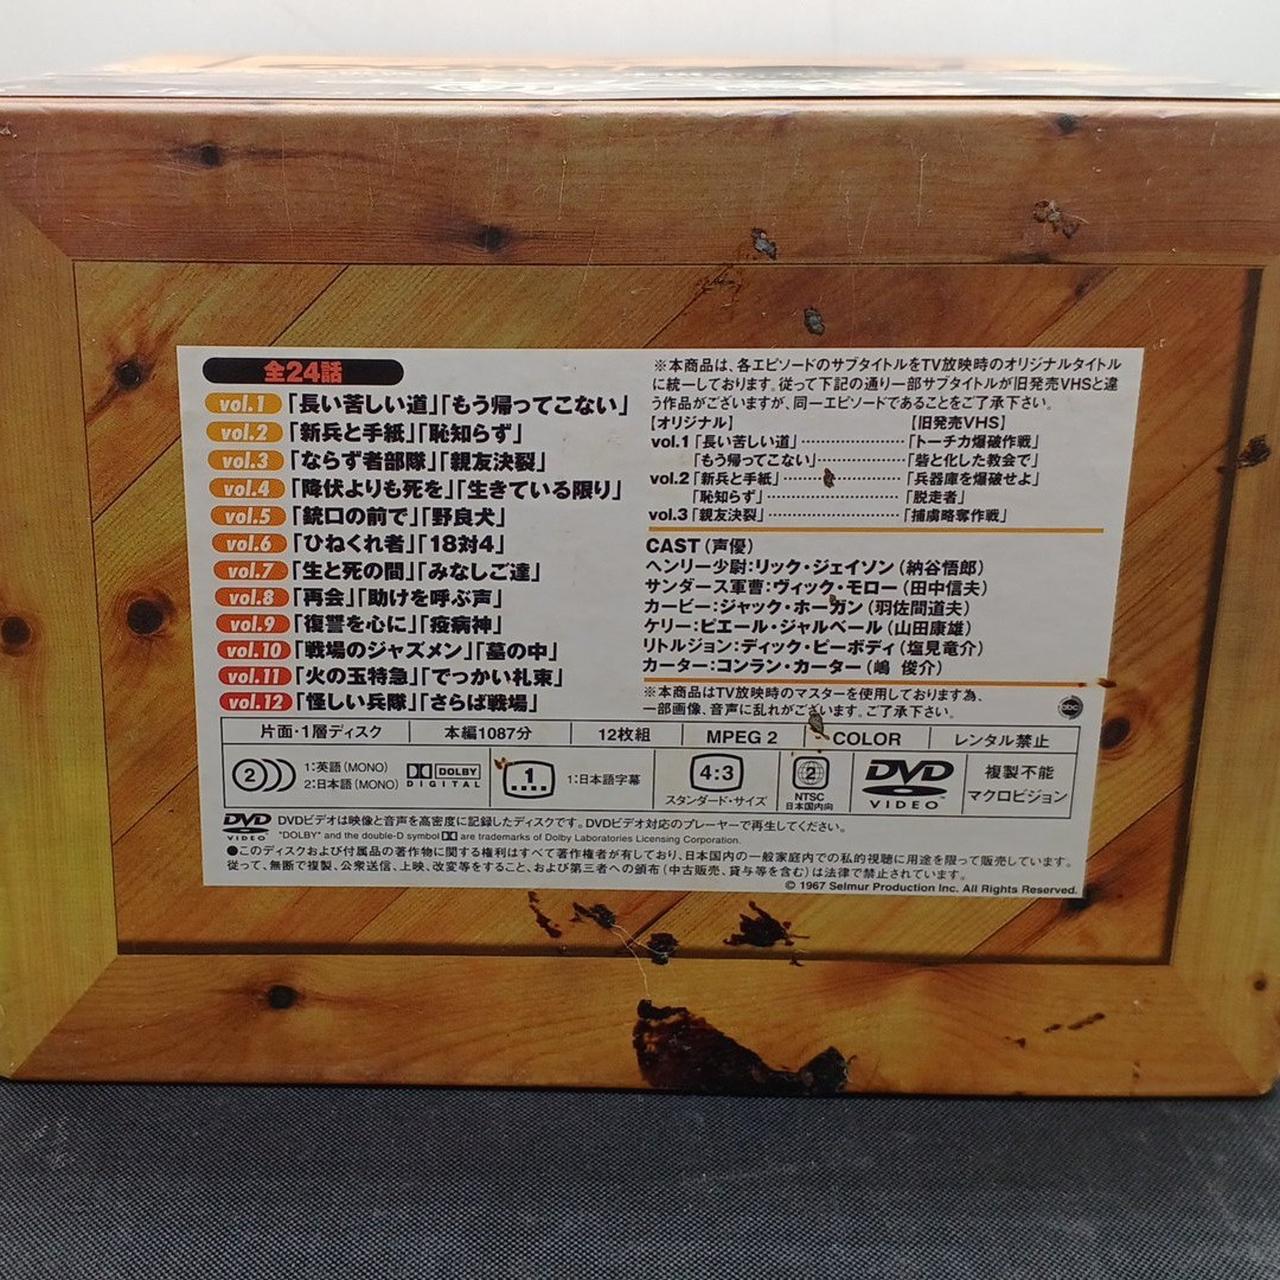 全24話
vol.1 「長い苦しい道」「もう帰ってこない」
vol.2 「新兵と手紙」「恥知らず」
vol.3 「ならず者部隊」「親友決裂」
vol.4 「降伏よりも死を」「生きている限り」
vol.5 「銃口の前で」「野良犬」
vol.6 「ひねくれ者」「18対4」
vol.7 「生と死の間」「みなしご達」
vol.8 「再会」「助けを呼ぶ声」
vol.9 「復讐を心に」「疫病神」
vol.10 「戦場のジャズメン」「墓の中」
vol.11 「火の玉特急」「でっかい札束」
vol.12 「怪しい兵隊」「さらば戦場」
※本商品は、各エピソードのサブタイトルをTV放映時のオリジナルタイトル
に統一しております。従って下記の通り一部サブタイトルが旧発売VHSと違
う作品がございますが、同一エピソードであることをご了承下さい。
【オリジナル】 【旧発売VHS】
vol.1「長い苦しい道」……………………「トーチカ爆破作戦」
「もう帰ってこない」………………「砦と化した教会で」
vol.2「新兵と手紙」………………………「兵器庫を爆破せよ」
「恥知らず」…………………………「脱走者」
vol.3「親友決裂」…………………………「捕虜略奪作戦」
CAST（声優）
ヘンリー少尉：リック・ジェイソン（納谷悟郎）
サンダース軍曹：ヴィック・モロー（田中信夫）
カービー：ジャック・ホーガン（羽佐間道夫）
ケリー：ピエール・ジャルベール（山田康雄）
リトルジョン：ディック・ピーボディ（塩見竜介）
カーター：コンラン・カーター（嶋 俊介）
※本商品はTV放映時のマスターを使用しております為、
一部画像、音声に乱れがございます。ご了承下さい。
abc
片面・1層ディスク 本編1087分 12枚組 MPEG 2 COLOR レンタル禁止
2 1：英語（MONO）
2：日本語（MONO）
DOLBY
DIGITAL
1 1：日本語字幕
4:3
スタンダード・サイズ
2
NTSC
日本国内向
DVD
VIDEO™
複製不能
マクロビジョン
DVD
VIDEO
DVDビデオは映像と音声を高密度に記録したディスクです。DVDビデオ対応のプレーヤーで再生してください。
"DOLBY" and the double-D symbol are trademarks of Dolby Laboratories Licensing Corporation.
●このディスクおよび付属品の著作物に関する権利はすべて著作権者が有しており、日本国内の一般家庭内での私的視聴に用途を限って販売しています。
従って、無断で複製、公衆送信、上映、改変等をすること、および第三者への頒布（中古販売、貸与等を含む）は法律で禁止されています。
© 1967 Selmur Production Inc. All Rights Reserved.